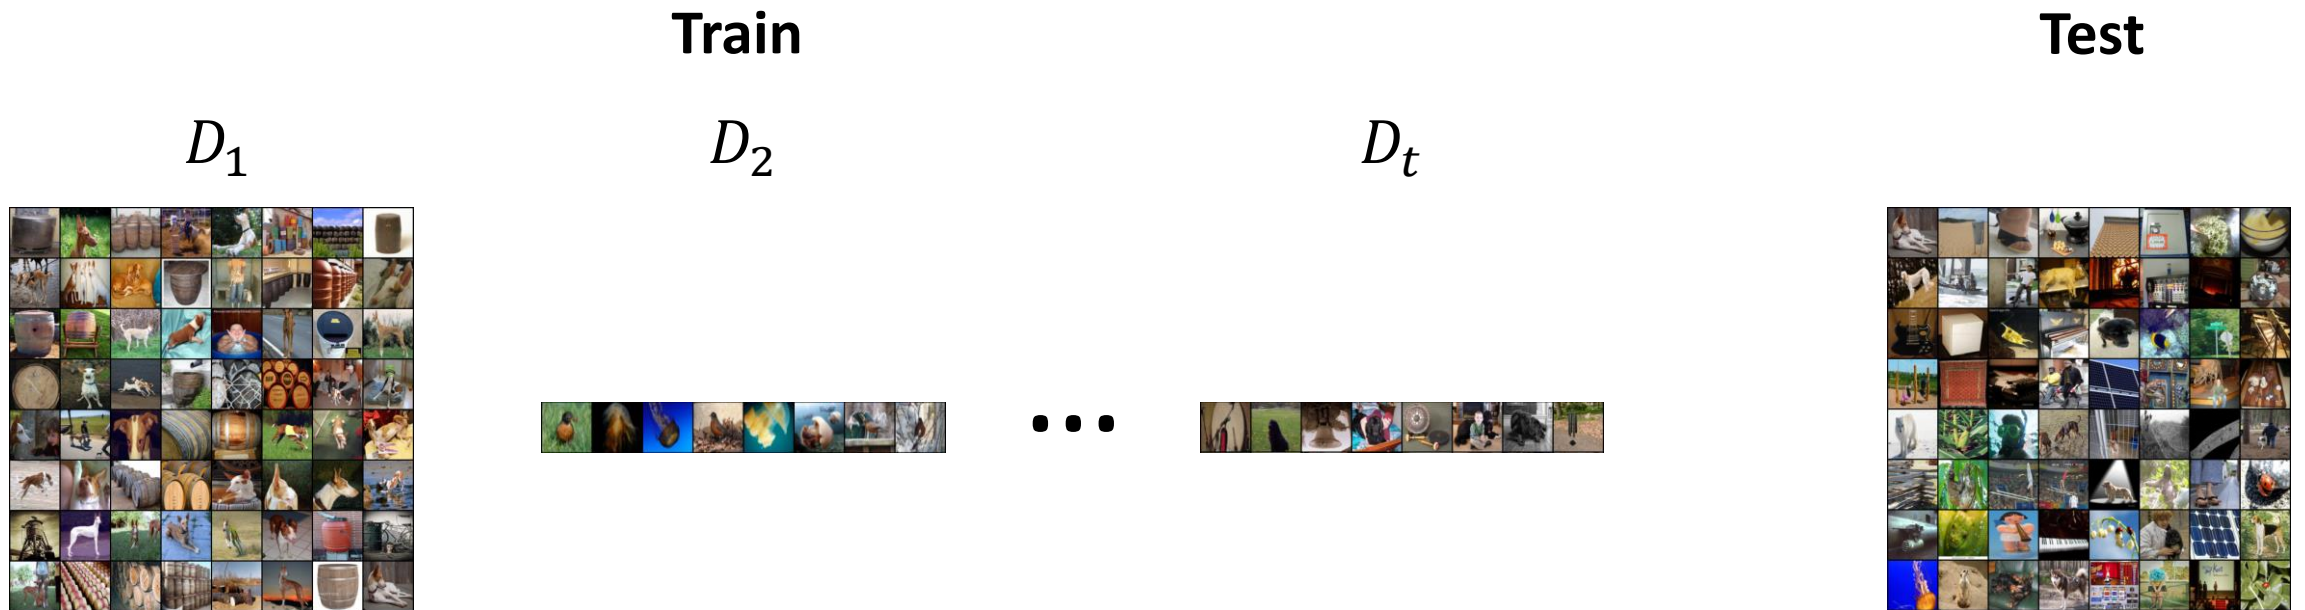 Train
Test
D₁
D₂
Dₜ
...